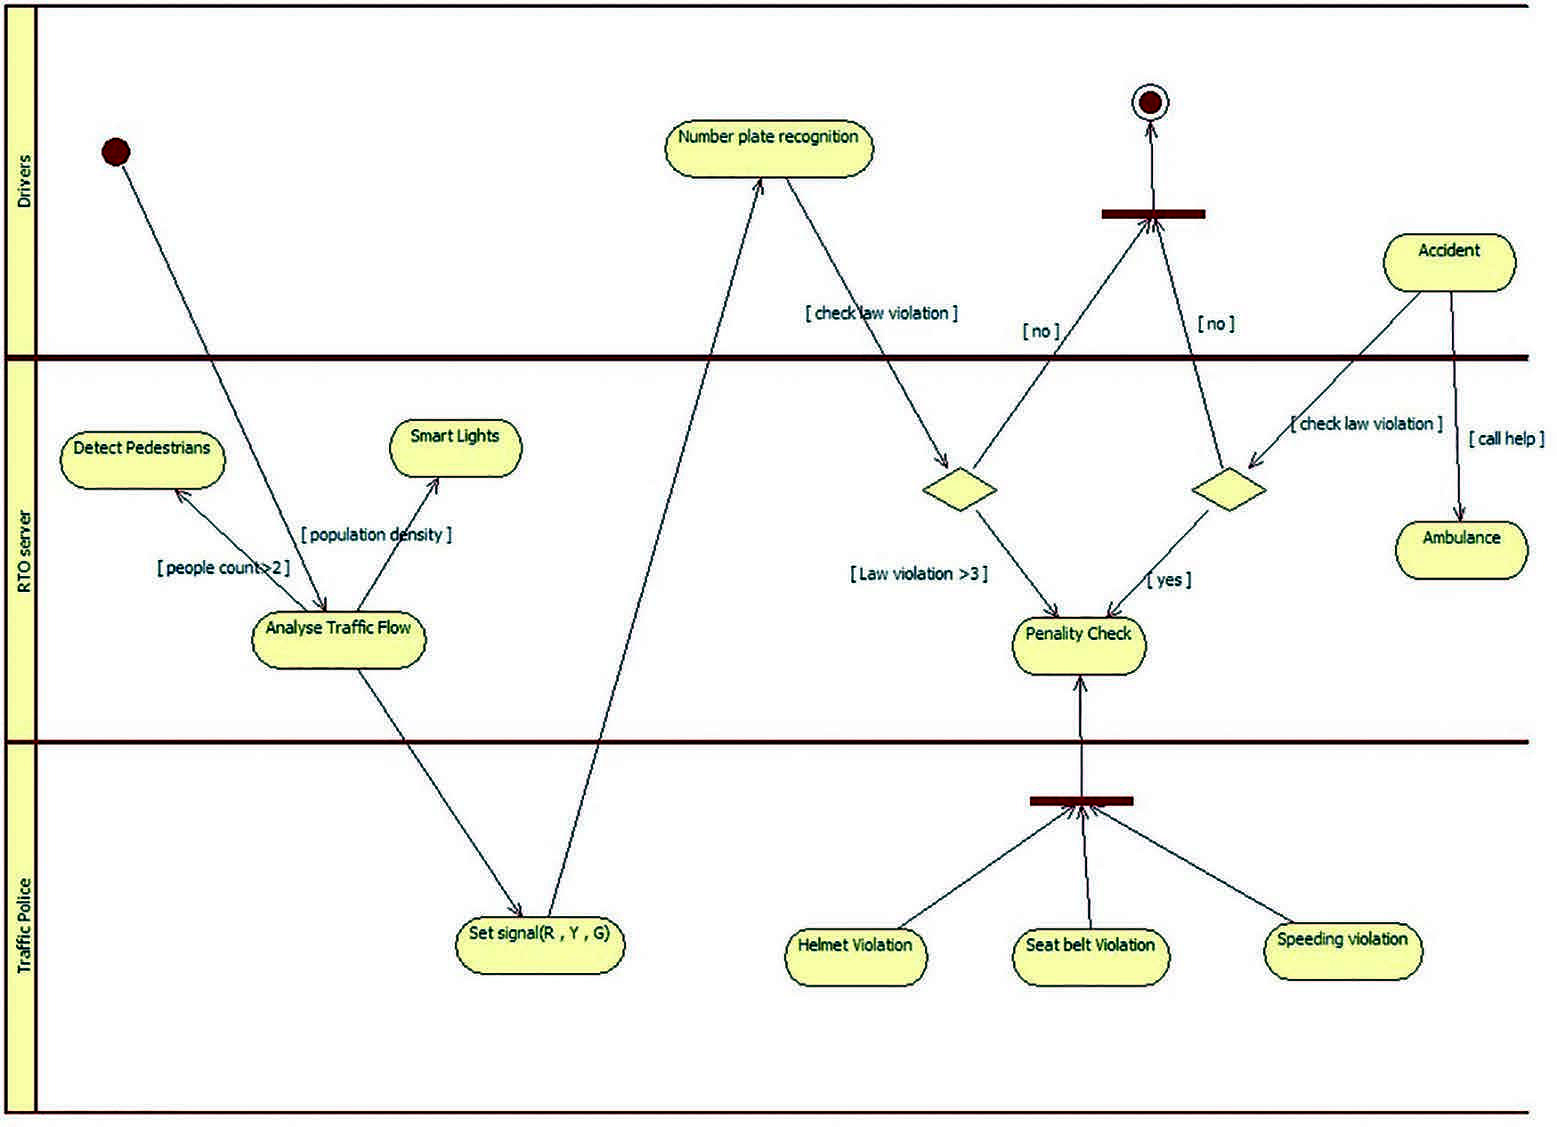 Drivers
Number plate recognition
Accident
[ check law violation ]
[ no ]
[ no ]
RTO server
Detect Pedestrians
Smart Lights
[ check law violation ]
[ call help ]
[ population density ]
[ people count>2 ]
Ambulance
[ Law violation >3 ]
[ yes ]
Analyse Traffic Flow
Penality Check
Traffic Police
Set signal(R , Y , G)
Helmet Violation
Seat belt Violation
Speeding violation